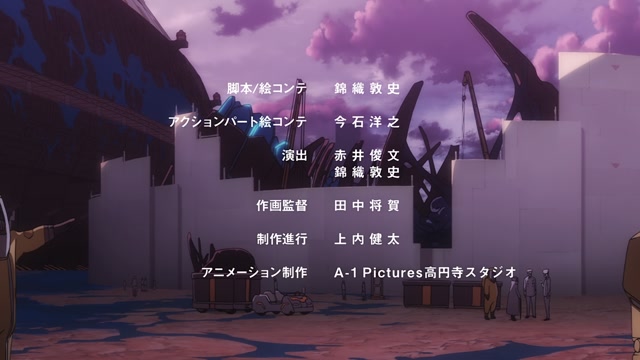 脚本/絵コンテ 錦織敦史
アクションパート絵コンテ 今石洋之
演出 赤井俊文
錦織敦史
作画監督 田中将賀
制作進行 上内健太
アニメーション制作 A-1 Pictures高円寺スタジオ